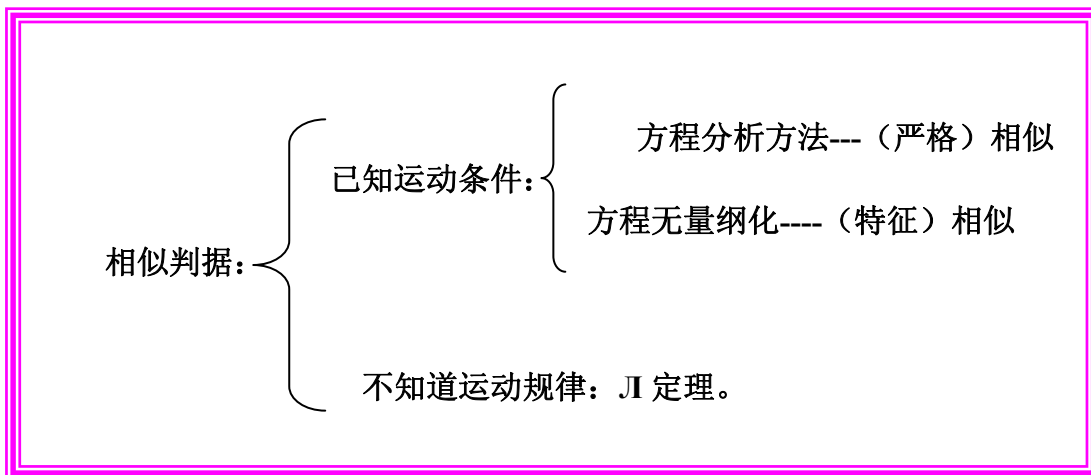 方程分析方法---（严格）相似
已知运动条件：
方程无量纲化----（特征）相似
相似判据：
不知道运动规律：Л 定理。